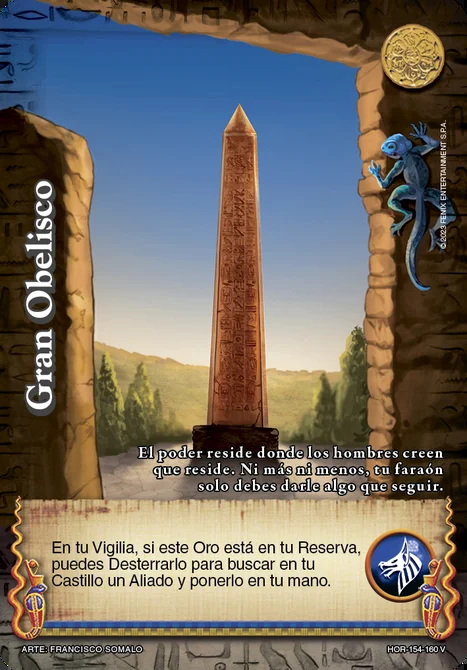 Gran Obelisco
© 2023 FENIX ENTERTAINMENT S.P.A.
El poder reside donde los hombres creen
que reside. Ni más ni menos, tu faraón
solo debes darle algo que seguir.
En tu Vigilia, si este Oro está en tu Reserva,
puedes Desterrarlo para buscar en tu
Castillo un Aliado y ponerlo en tu mano.
ARTE: FRANCISCO SOMALO
HOR-154-160 V